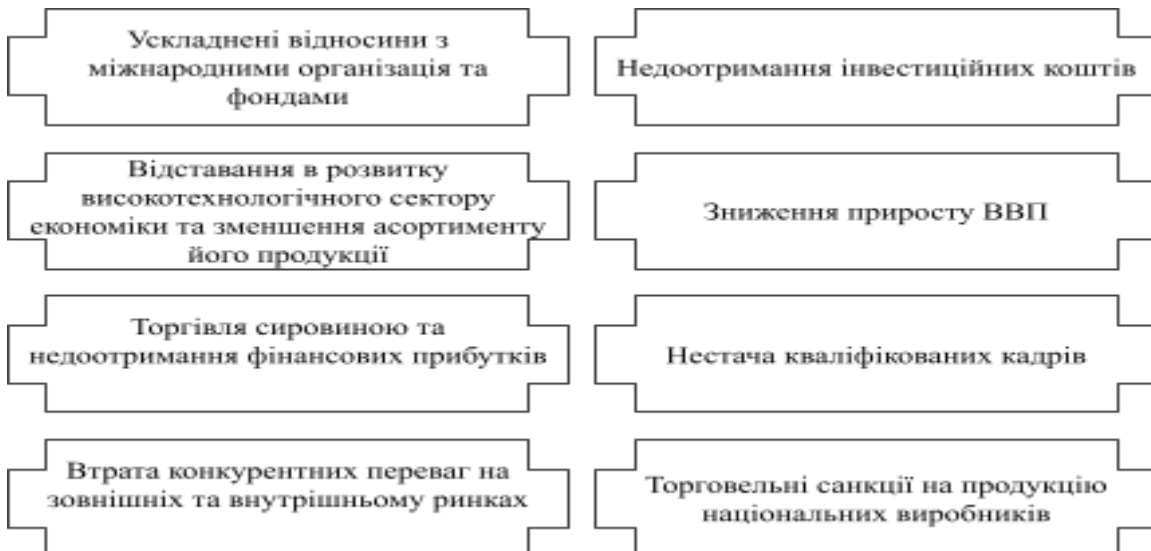 Ускладнені відносини з
міжнародними організація та
фондами
Недоотримання інвестиційних коштів
Відставання в розвитку
високотехнологічного сектору
економіки та зменшення асортименту
його продукції
Зниження приросту ВВП
Торгівля сировиною та
недоотримання фінансових прибутків
Нестача кваліфікованих кадрів
Втрата конкурентних переваг на
зовнішніх та внутрішньому ринках
Торговельні санкції на продукцію
національних виробників